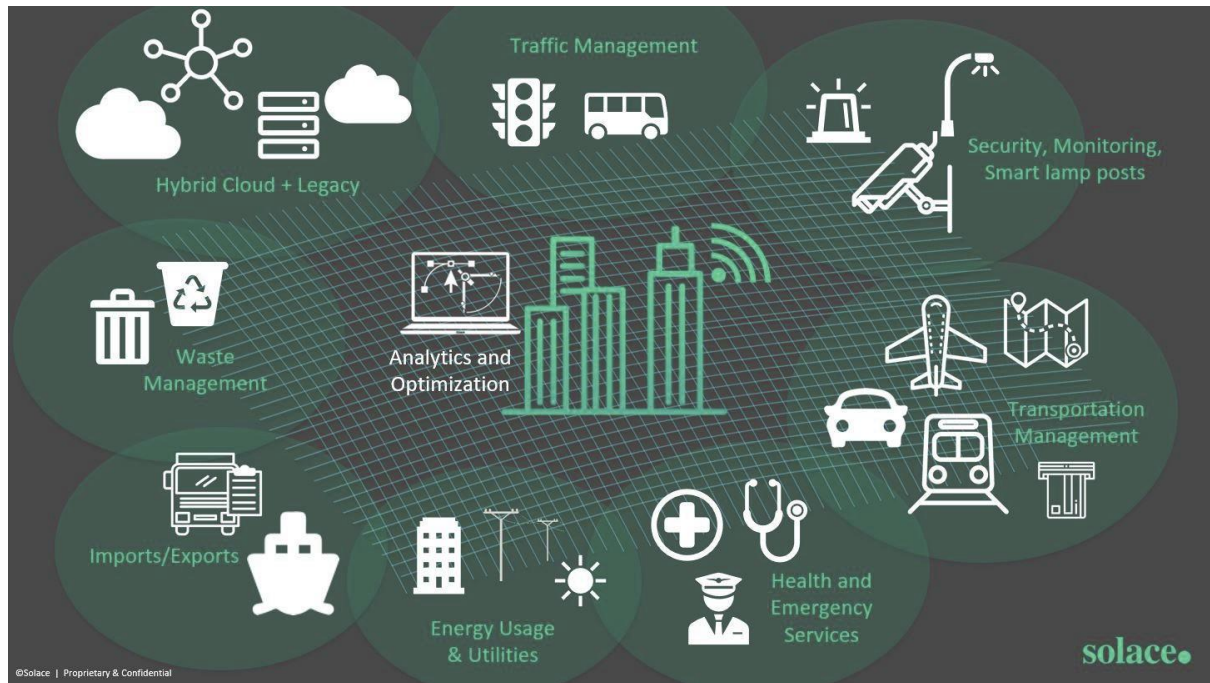 Traffic Management
Security, Monitoring,
Smart lamp posts
Hybrid Cloud + Legacy
Waste
Management
Analytics and
Optimization
Transportation
Management
Imports/Exports
Energy Usage
& Utilities
Health and
Emergency
Services
solace.
©Solace | Proprietary & Confidential